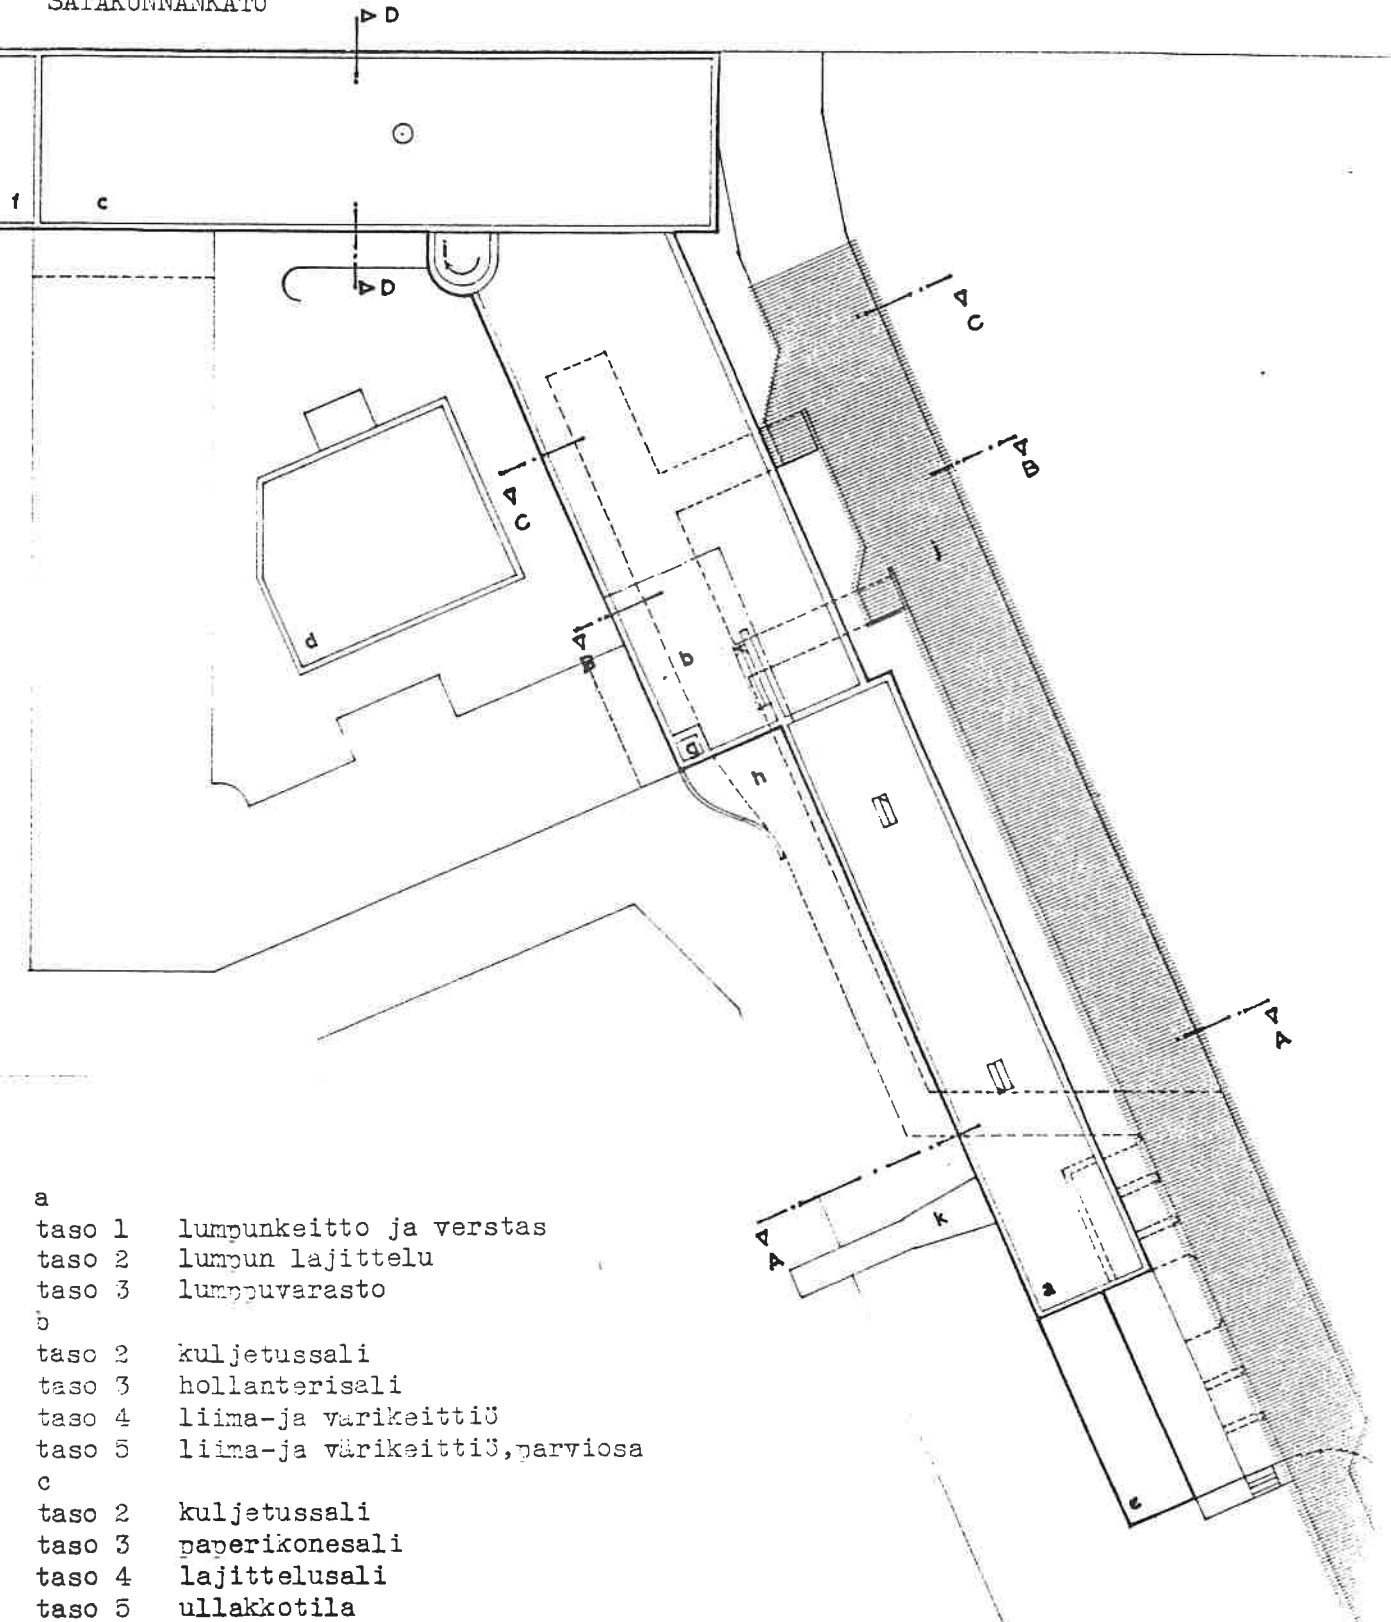 SATAKUNNANKATU
D
f
c
i
D
C
B
C
j
d
B
b
g
h
A
k
A
a
e
a
taso 1 lumpunkeitto ja verstas
taso 2 lumpun lajittelu
taso 3 lumppuvarasto
b
taso 2 kuljetussali
taso 3 hollanterisali
taso 4 liima-ja värikeittiö
taso 5 liima-ja värikeittiö,parviosa
c
taso 2 kuljetussali
taso 3 paperikonesali
taso 4 lajittelusali
taso 5 ullakkotila